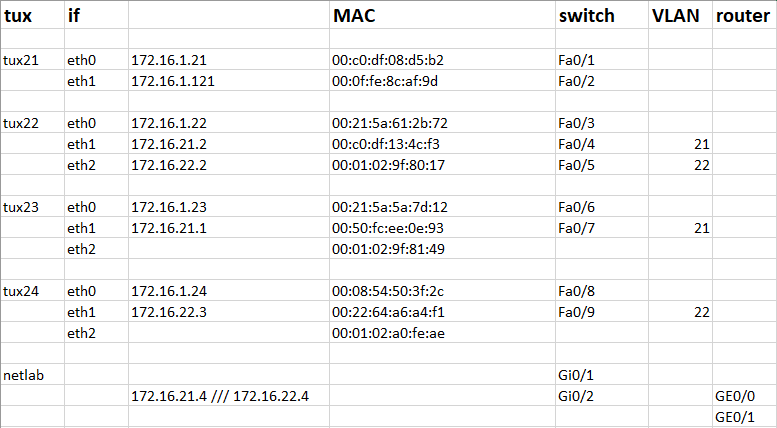 tux if MAC switch VLAN router
tux21 eth0 172.16.1.21 00:c0:df:08:d5:b2 Fa0/1
eth1 172.16.1.121 00:0f:fe:8c:af:9d Fa0/2
tux22 eth0 172.16.1.22 00:21:5a:61:2b:72 Fa0/3
eth1 172.16.21.2 00:c0:df:13:4c:f3 Fa0/4 21
eth2 172.16.22.2 00:01:02:9f:80:17 Fa0/5 22
tux23 eth0 172.16.1.23 00:21:5a:5a:7d:12 Fa0/6
eth1 172.16.21.1 00:50:fc:ee:0e:93 Fa0/7 21
eth2 00:01:02:9f:81:49
tux24 eth0 172.16.1.24 00:08:54:50:3f:2c Fa0/8
eth1 172.16.22.3 00:22:64:a6:a4:f1 Fa0/9 22
eth2 00:01:02:a0:fe:ae
netlab Gi0/1
172.16.21.4 /// 172.16.22.4 Gi0/2 GE0/0
GE0/1